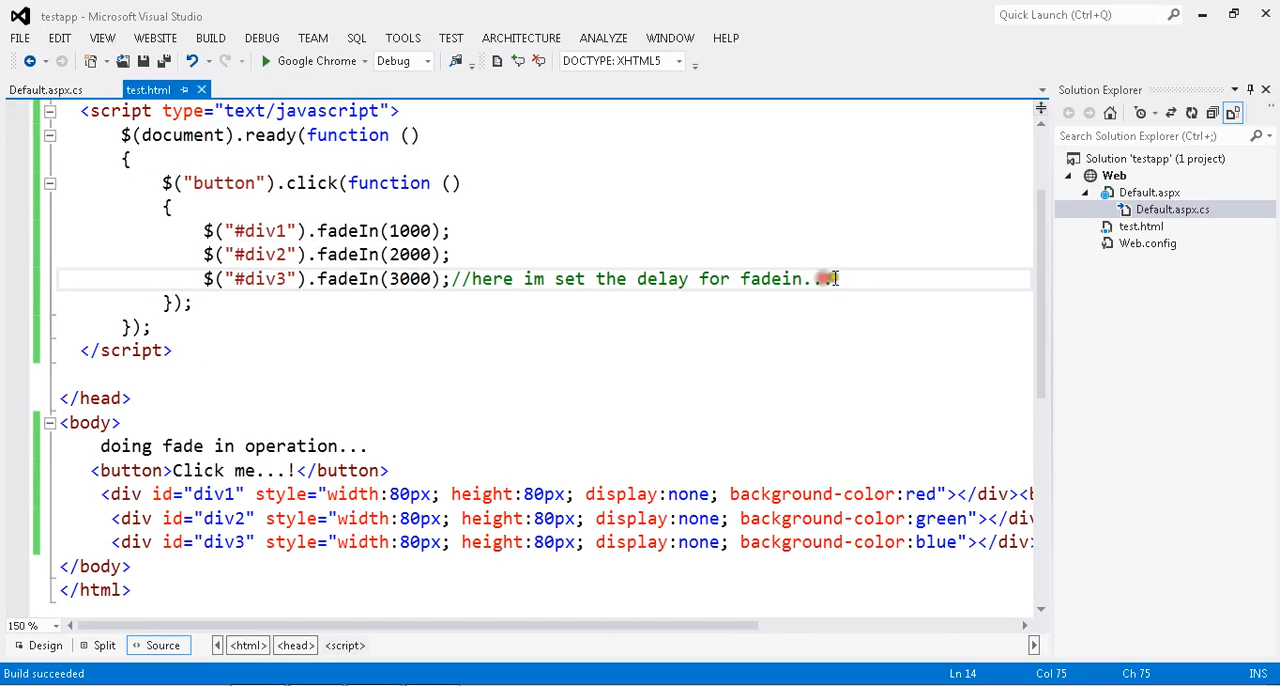 testapp - Microsoft Visual Studio
Quick Launch (Ctrl+Q)
FILE EDIT VIEW WEBSITE BUILD DEBUG TEAM SQL TOOLS TEST ARCHITECTURE ANALYZE WINDOW HELP
Google Chrome Debug DOCTYPE: XHTML5
Default.aspx.cs test.html
<script type="text/javascript">
$(document).ready(function ()
{
$("button").click(function ()
{
$("#div1").fadeIn(1000);
$("#div2").fadeIn(2000);
$("#div3").fadeIn(3000);//here im set the delay for fadein...
});
});
</script>
</head>
<body>
doing fade in operation...
<button>Click me...!</button>
<div id="div1" style="width:80px; height:80px; display:none; background-color:red"></div><b
<div id="div2" style="width:80px; height:80px; display:none; background-color:green"></di
<div id="div3" style="width:80px; height:80px; display:none; background-color:blue"></div
</body>
</html>
150 %
Design Split Source <html> <head> <script>
Build succeeded Ln 14 Col 75 Ch 75 INS
Solution Explorer
Search Solution Explorer (Ctrl+;)
Solution 'testapp' (1 project)
Web
Default.aspx
Default.aspx.cs
test.html
Web.config